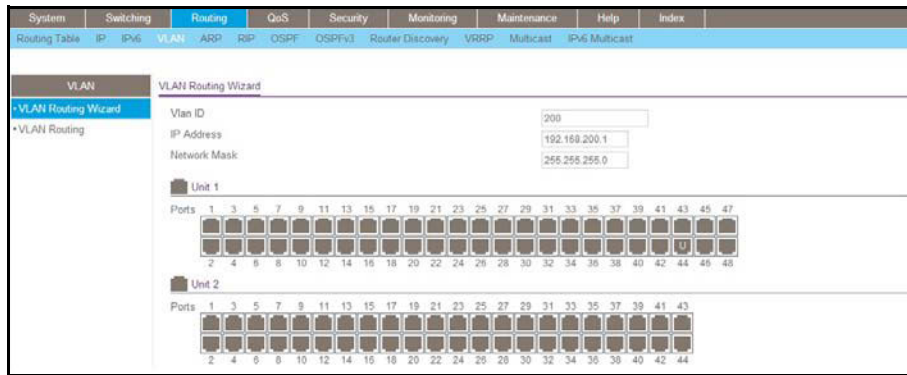 System Switching Routing QoS Security Monitoring Maintenance Help Index
Routing Table IP IPv6 VLAN ARP RIP OSPF OSPFv3 Router Discovery VRRP Multicast IPv6 Multicast
VLAN
VLAN Routing Wizard
• VLAN Routing Wizard
• VLAN Routing
Vlan ID 200
IP Address 192.168.200.1
Network Mask 255.255.255.0
Unit 1
Ports 1 3 5 7 9 11 13 15 17 19 21 23 25 27 29 31 33 35 37 39 41 43 45 47
U
2 4 6 8 10 12 14 16 18 20 22 24 26 28 30 32 34 36 38 40 42 44 46 48
Unit 2
Ports 1 3 5 7 9 11 13 15 17 19 21 23 25 27 29 31 33 35 37 39 41 43
2 4 6 8 10 12 14 16 18 20 22 24 26 28 30 32 34 36 38 40 42 44